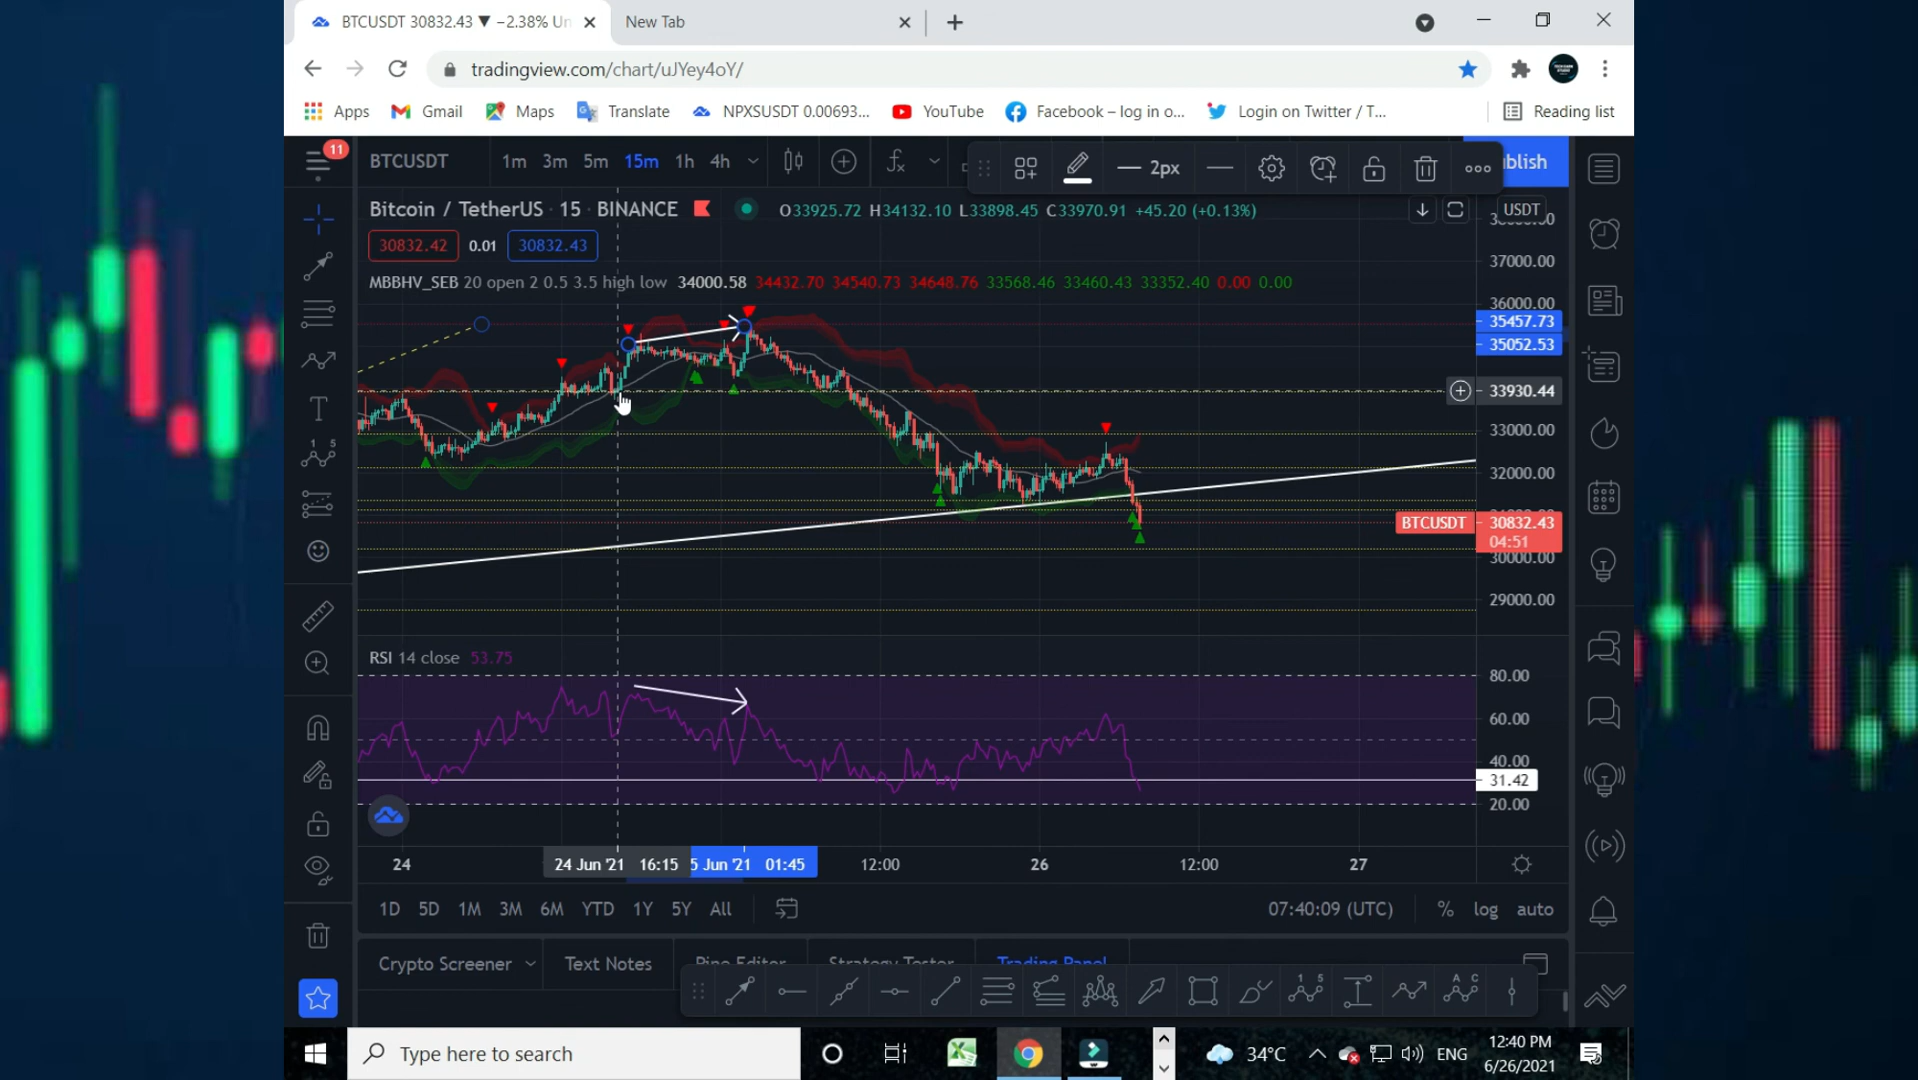 BTCUSDT 30832.43 ▼ −2.38% Un
New Tab
tradingview.com/chart/uJYey4oY/
Apps Gmail Maps Translate NPXSUSDT 0.00693... YouTube Facebook – log in o... Login on Twitter / T... Reading list
11
BTCUSDT 1m 3m 5m 15m 1h 4h 2px blish
Bitcoin / TetherUS · 15 · BINANCE O33925.72 H34132.10 L33898.45 C33970.91 +45.20 (+0.13%) USDT
30832.42 0.01 30832.43
37000.00
MBBHV_SEB 20 open 2 0.5 3.5 high low 34000.58 34432.70 34540.73 34648.76 33568.46 33460.43 33352.40 0.00 0.00
36000.00
35457.73
35052.53
33930.44
33000.00
32000.00
BTCUSDT 30832.43
04:51
30000.00
29000.00
RSI 14 close 53.75
80.00
60.00
40.00
31.42
20.00
24 24 Jun '21 16:15 5 Jun '21 01:45 12:00 26 12:00 27
1D 5D 1M 3M 6M YTD 1Y 5Y All 07:40:09 (UTC) % log auto
Crypto Screener Text Notes Pine Editor Strategy Tester Trading Panel
1 5
A C
Type here to search
34°C ENG 12:40 PM
6/26/2021